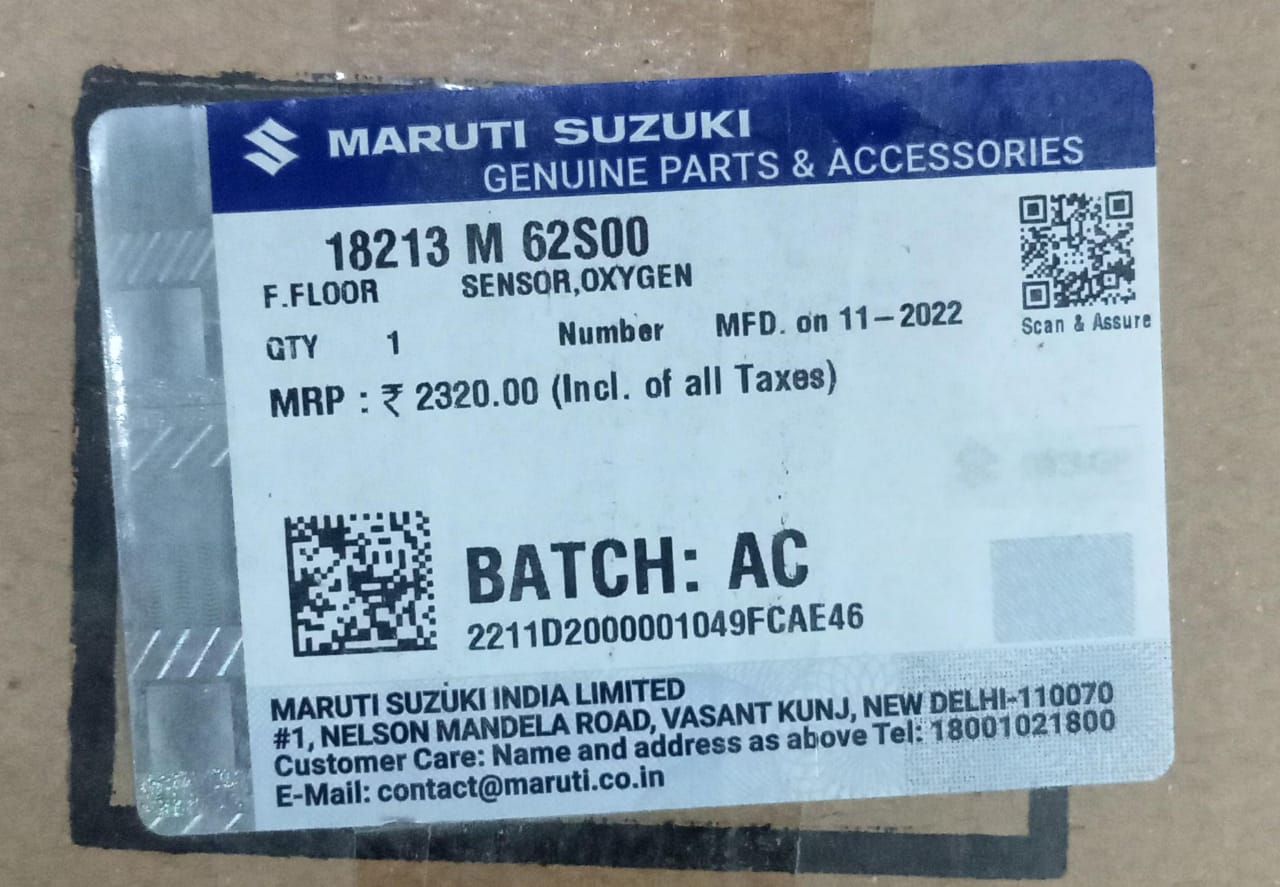 MARUTI SUZUKI
GENUINE PARTS & ACCESSORIES
18213 M 62S00
F.FLOOR SENSOR,OXYGEN
QTY 1 Number MFD. on 11-2022
Scan & Assure
MRP : ₹ 2320.00 (Incl. of all Taxes)
BATCH: AC
2211D2000001049FCAE46
MARUTI SUZUKI INDIA LIMITED
#1, NELSON MANDELA ROAD, VASANT KUNJ, NEW DELHI-110070
Customer Care: Name and address as above Tel: 18001021800
E-Mail: contact@maruti.co.in